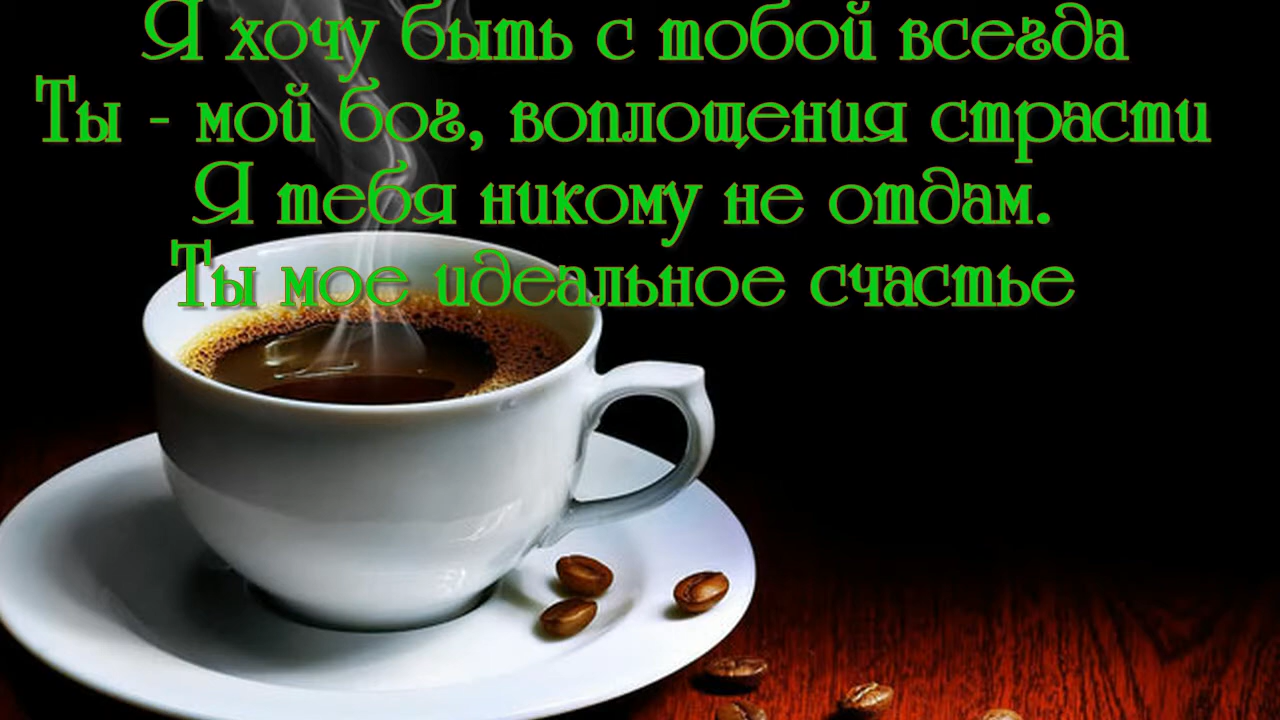 Я хочу быть с тобой всегда
Ты - мой бог, воплощения страсти
Я тебя никому не отдам.
Ты мое идеальное счастье